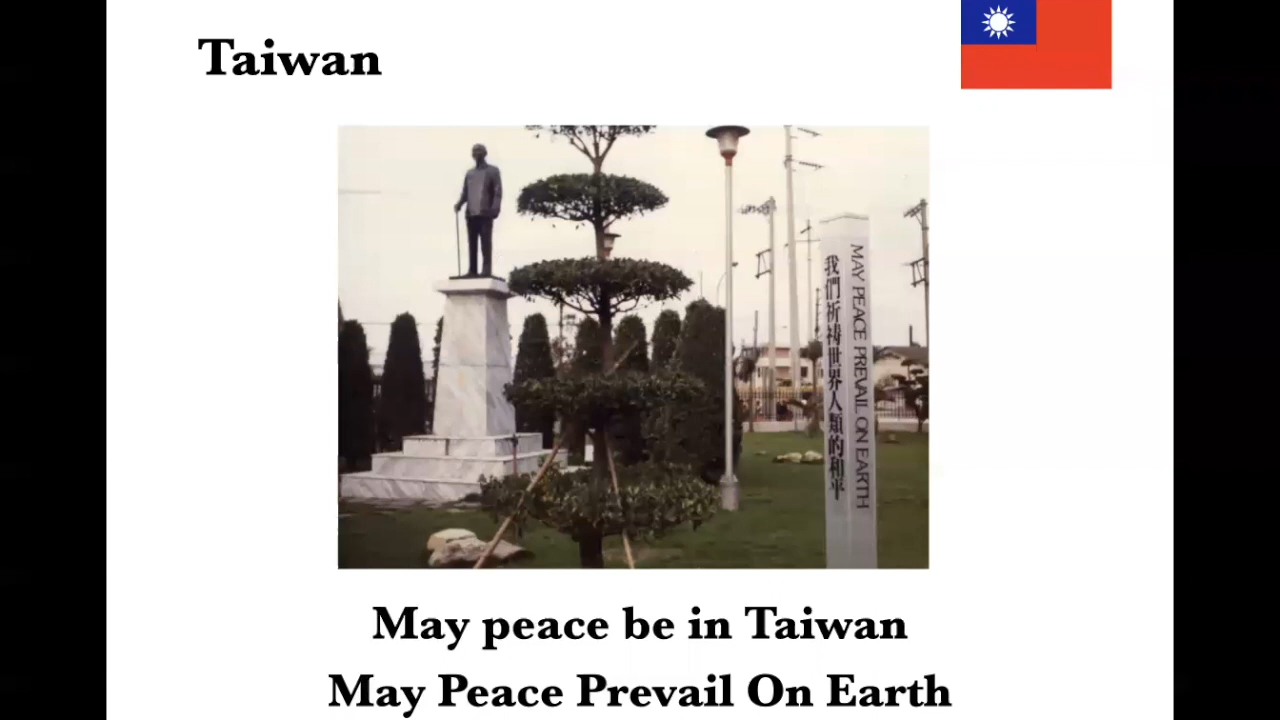 Taiwan
我們祈禱世界人類的和平
MAY PEACE PREVAIL ON EARTH
May peace be in Taiwan
May Peace Prevail On Earth